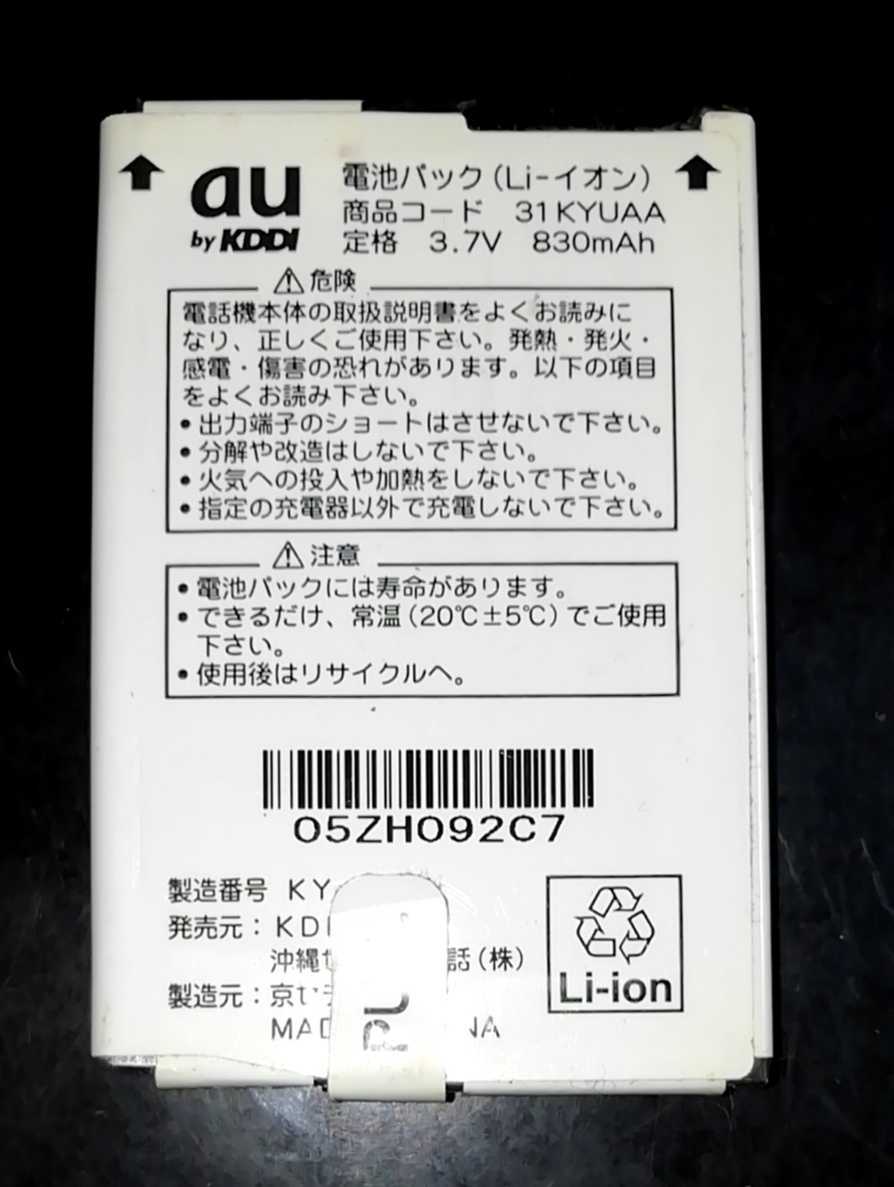 au
by KDDI
電池パック（Li-イオン）
商品コード 31KYUAA
定格 3.7V 830mAh
危険
電話機本体の取扱説明書をよくお読みに
なり、正しくご使用下さい。発熱・発火・
感電・傷害の恐れがあります。以下の項目
をよくお読み下さい。
•出力端子のショートはさせないで下さい。
•分解や改造はしないで下さい。
•火気への投入や加熱をしないで下さい。
•指定の充電器以外で充電しないで下さい。
注意
•電池パックには寿命があります。
•できるだけ、常温（20℃±5℃）でご使用
下さい。
•使用後はリサイクルへ。
05ZH092C7
製造番号 KY
発売元：KD
沖縄 話（株）
製造元：京セ
MA NA
Li-ion